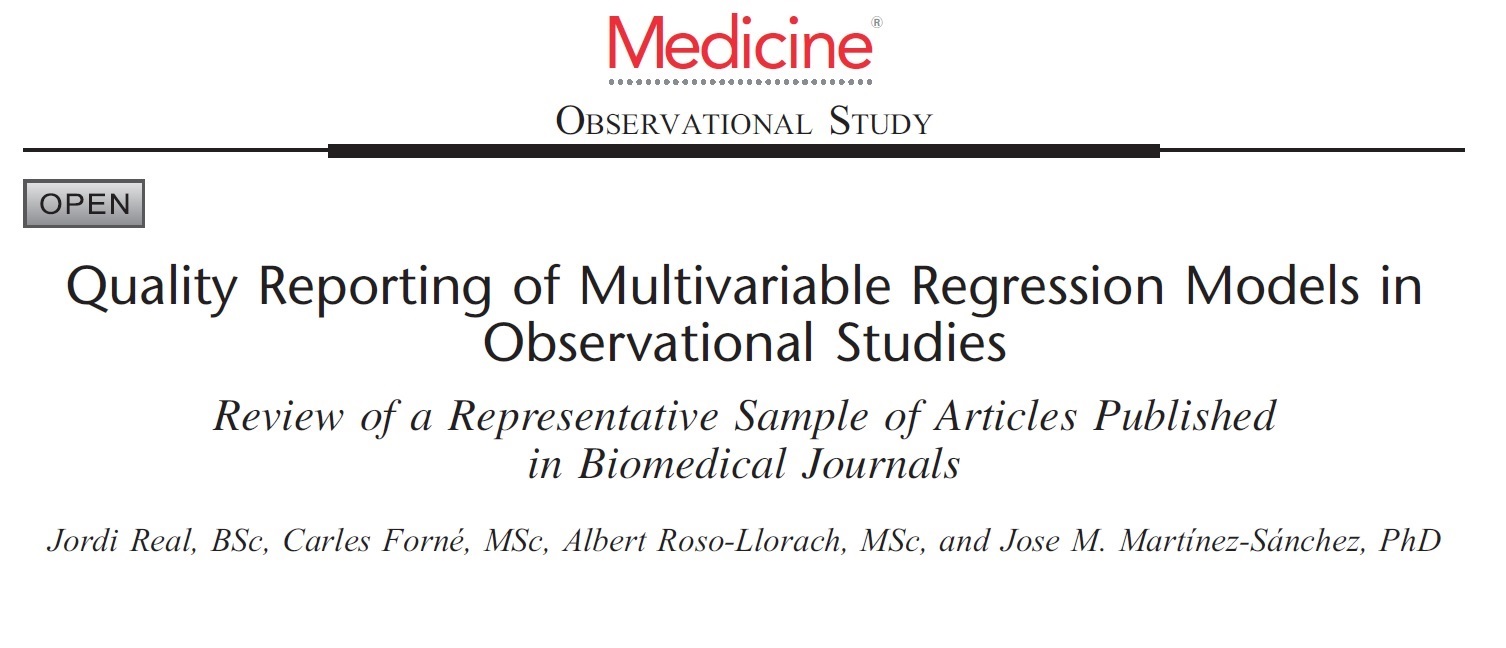 Medicine®
OBSERVATIONAL STUDY
OPEN
Quality Reporting of Multivariable Regression Models in
Observational Studies
Review of a Representative Sample of Articles Published
in Biomedical Journals
Jordi Real, BSc, Carles Forné, MSc, Albert Roso-Llorach, MSc, and Jose M. Martínez-Sánchez, PhD